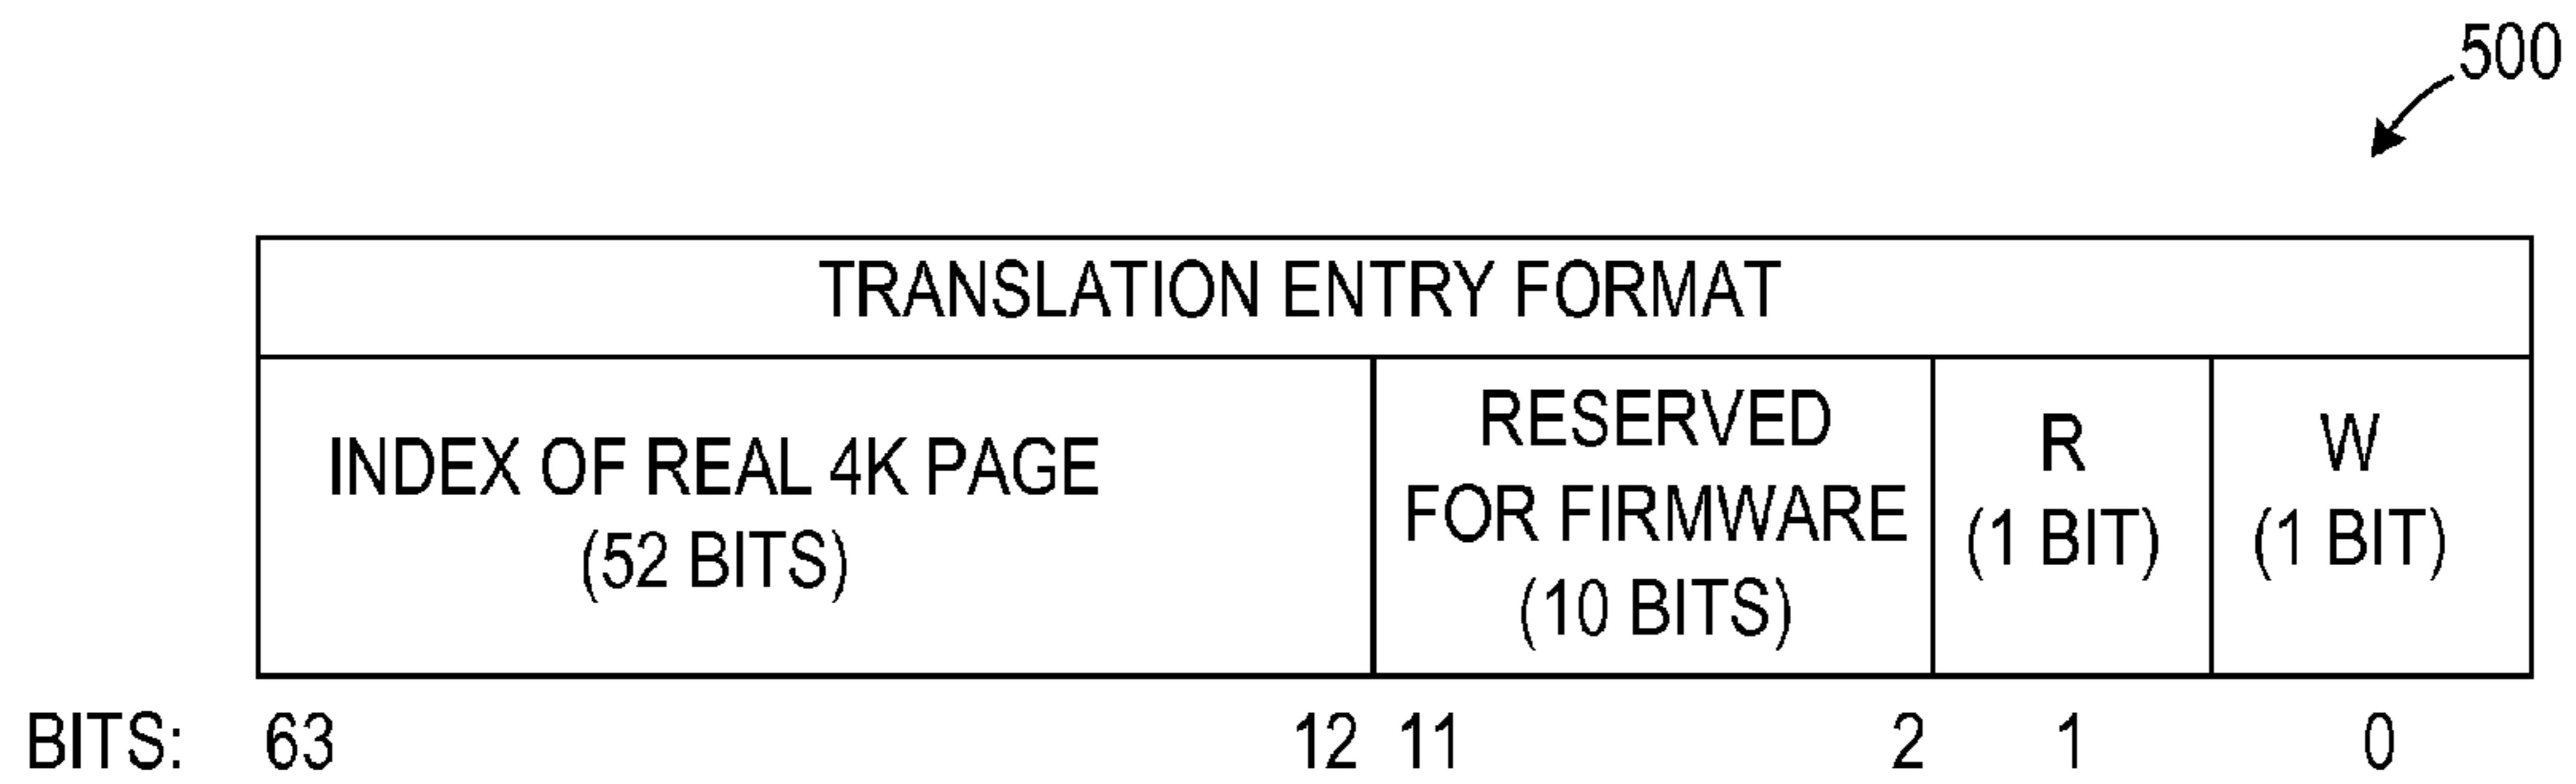 500
TRANSLATION ENTRY FORMAT
INDEX OF REAL 4K PAGE
(52 BITS)
RESERVED
FOR FIRMWARE
(10 BITS)
R
(1 BIT)
W
(1 BIT)
BITS: 63 12 11 2 1 0